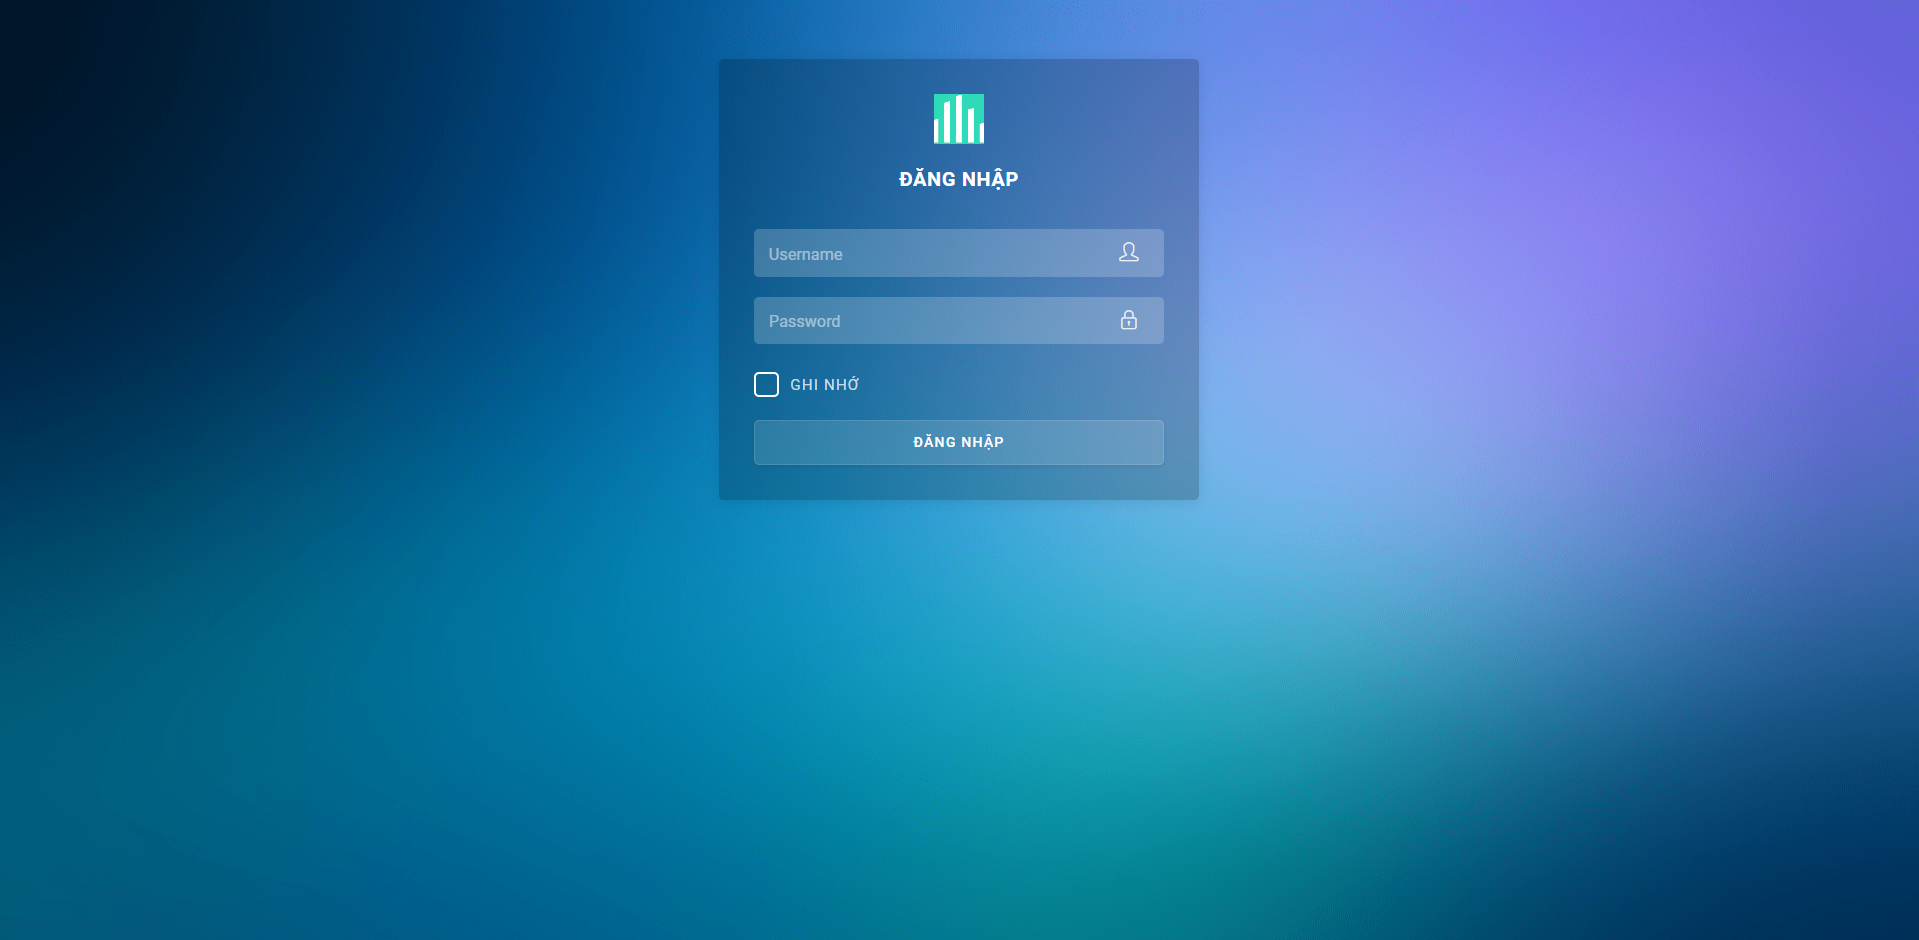 ĐĂNG NHẬP
Username
Password
GHI NHỚ
ĐĂNG NHẬP